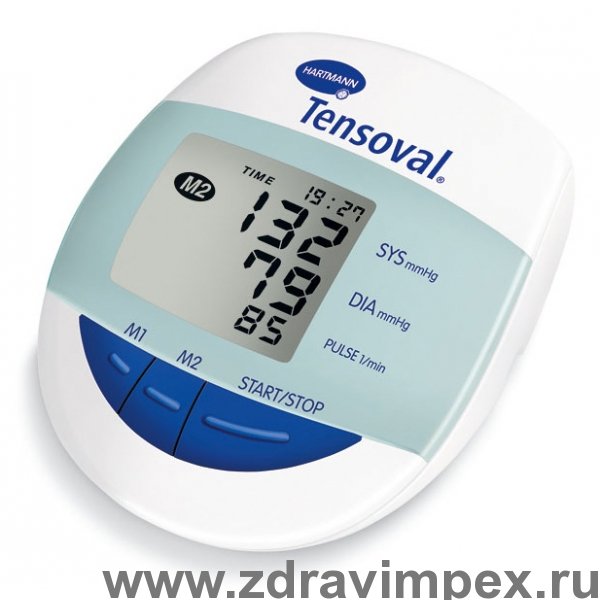 HARTMANN
Tensoval®
M2
TIME 19:27
132
SYS mmHg
79
DIA mmHg
85
PULSE 1/min
M1
M2
START/STOP
www.zdravimpex.ru